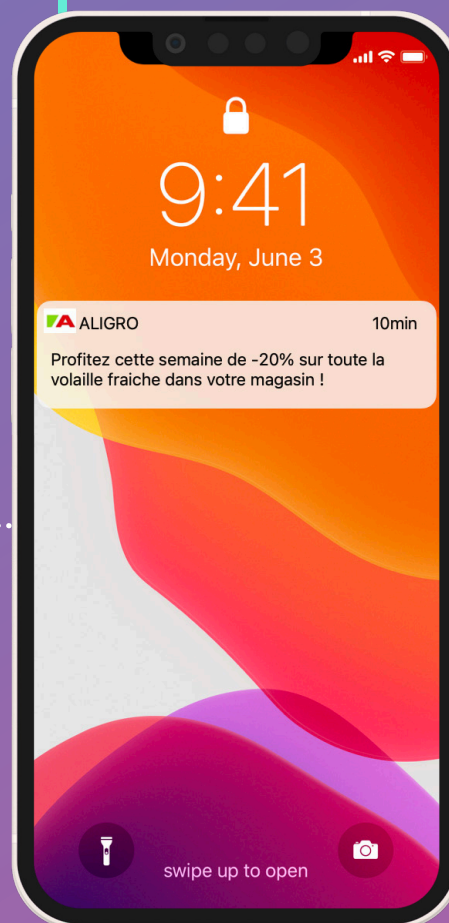 9:41
Monday, June 3
A ALIGRO 10min
Profitez cette semaine de -20% sur toute la
volaille fraiche dans votre magasin !
swipe up to open